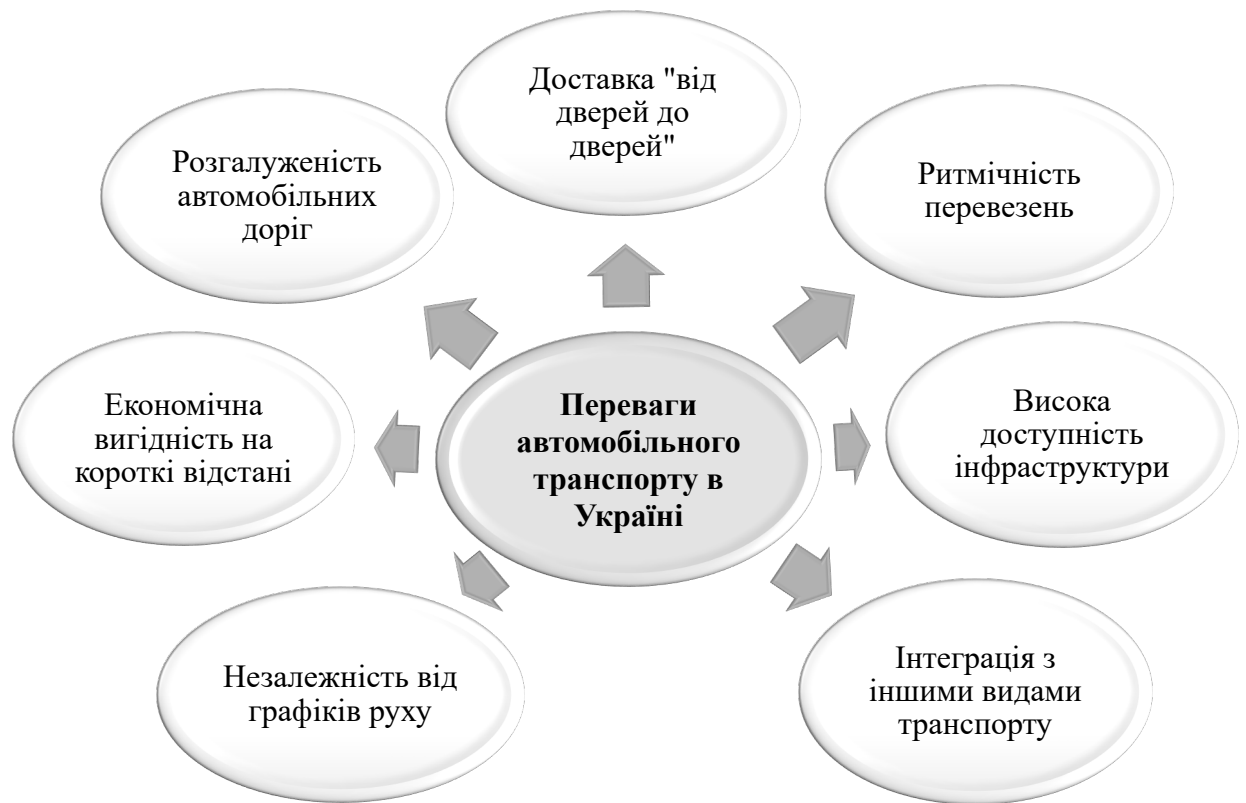 Доставка "від
дверей до
дверей"
Розгалуженість
автомобільних
доріг
Ритмічність
перевезень
Економічна
вигідність на
короткі відстані
Переваги
автомобільного
транспорту в
Україні
Висока
доступність
інфраструктури
Незалежність від
графіків руху
Інтеграція з
іншими видами
транспорту